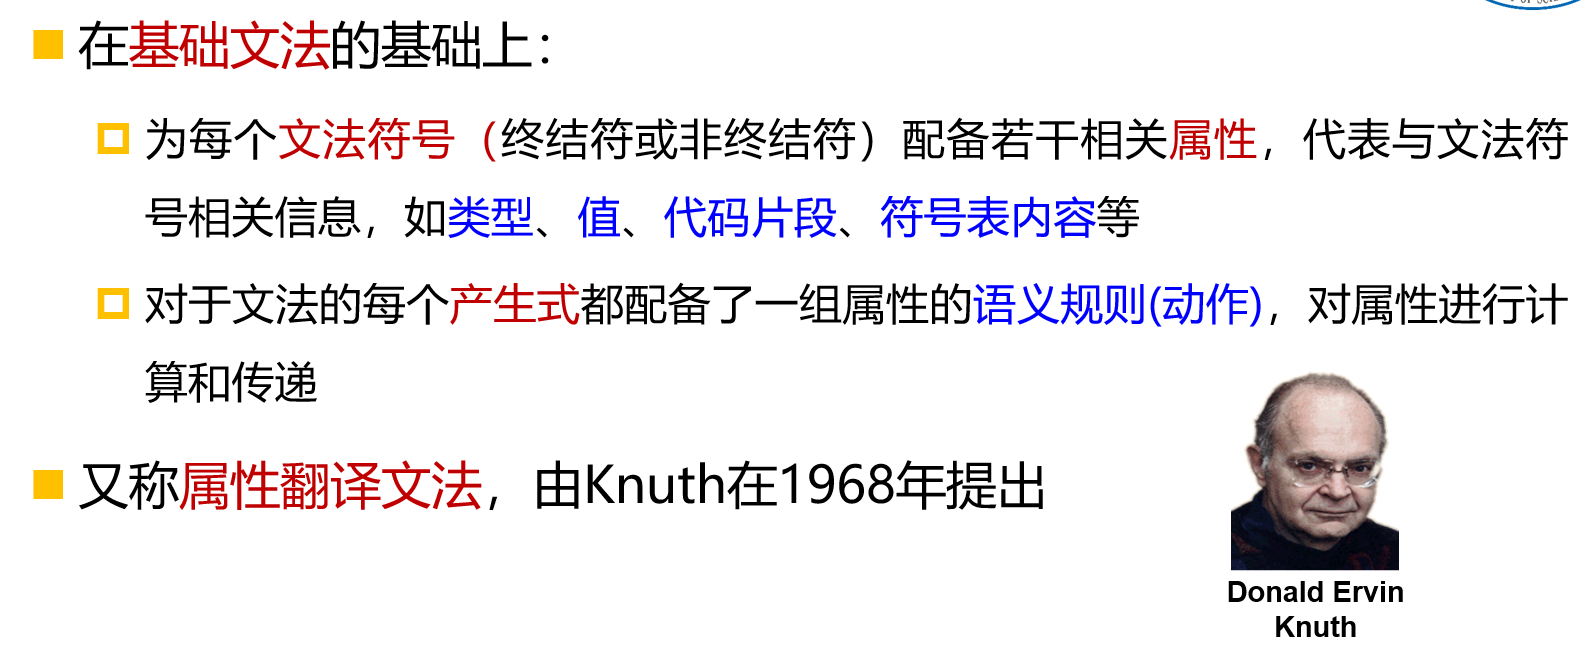 在基础文法的基础上：
为每个文法符号（终结符或非终结符）配备若干相关属性，代表与文法符
号相关信息，如类型、值、代码片段、符号表内容等
对于文法的每个产生式都配备了一组属性的语义规则(动作)，对属性进行计
算和传递
又称属性翻译文法，由Knuth在1968年提出
Donald Ervin
Knuth